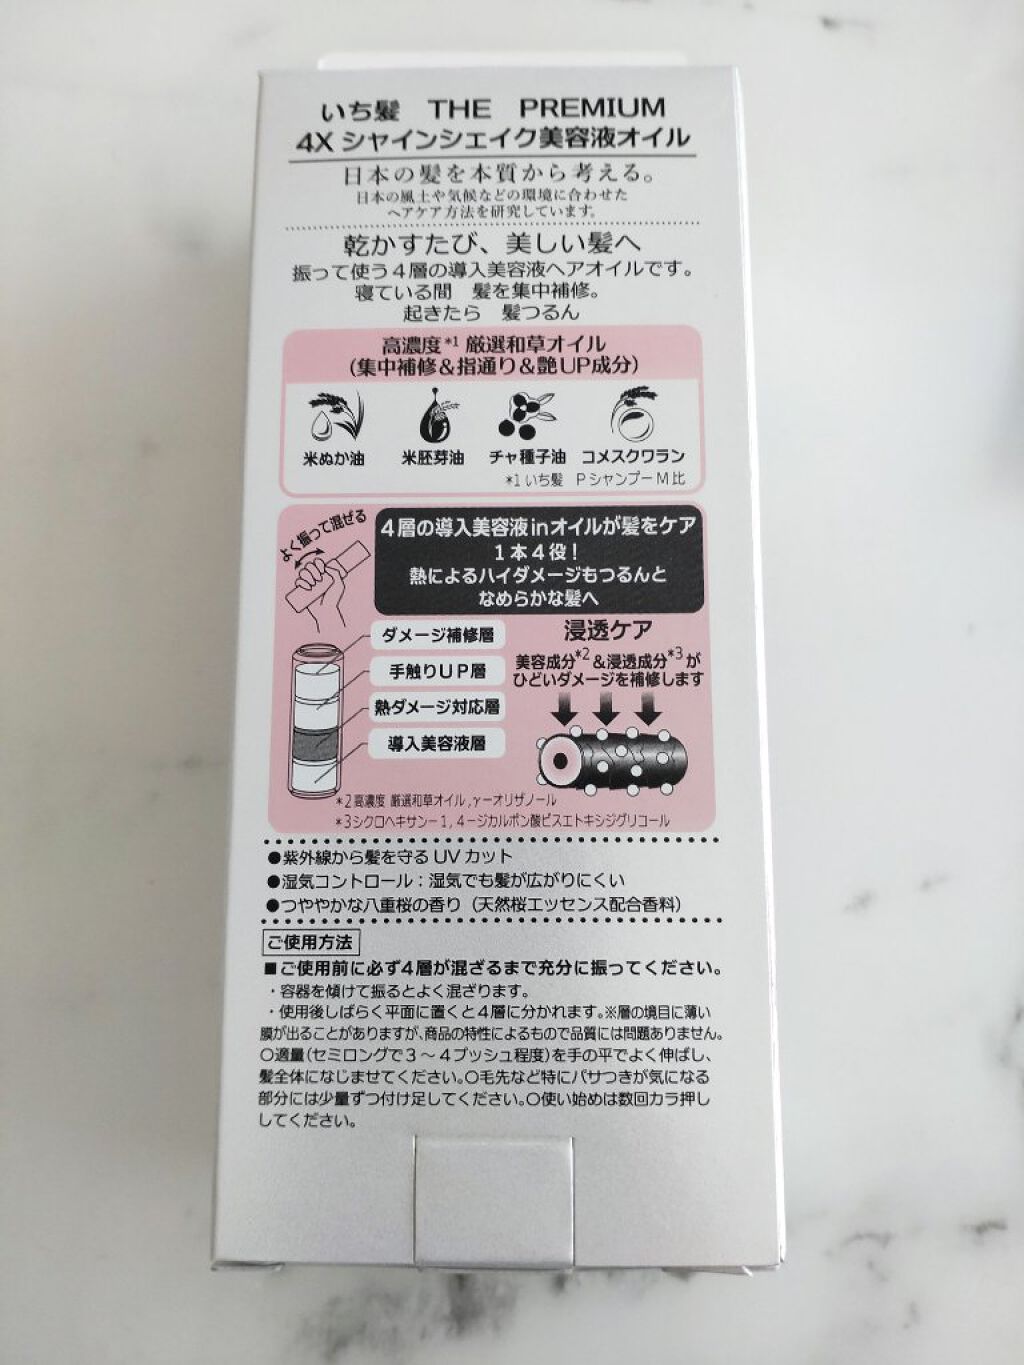 いち髪 THE PREMIUM
4X シャインシェイク美容液オイル
日本の髪を本質から考える。
日本の風土や気候などの環境に合わせた
ヘアケア方法を研究しています。
乾かすたび、美しい髪へ
振って使う4層の導入美容液ヘアオイルです。
寝ている間 髪を集中補修。
起きたら 髪つるん
高濃度*1 厳選和草オイル
(集中補修&指通り&艶UP成分)
米ぬか油 米胚芽油 チャ種子油 コメスクワラン
*1 いち髪 PシャンプーM比
よく振って混ぜる
4層の導入美容液inオイルが髪をケア
1本4役!
熱によるハイダメージもつるんと
なめらかな髪へ
ダメージ補修層
手触りUP層
熱ダメージ対応層
導入美容液層
浸透ケア
美容成分*2&浸透成分*3が
ひどいダメージを補修します
*2高濃度 厳選和草オイル,γーオリザノール
*3シクロヘキサン−1,4−ジカルボン酸ビスエトキシジグリコール
●紫外線から髪を守るUVカット
●湿気コントロール:湿気でも髪が広がりにくい
●つややかな八重桜の香り(天然桜エッセンス配合香料)
ご使用方法
■ご使用前に必ず4層が混ざるまで充分に振ってください。
・容器を傾けて振るとよく混ざります。
・使用後しばらく平面に置くと4層に分かれます。※層の境目に薄い
膜が出ることがありますが、商品の特性によるもので品質には問題ありません。
○適量(セミロングで3〜4プッシュ程度)を手の平でよく伸ばし、
髪全体になじませてください。○毛先など特にパサつきが気になる
部分には少量ずつ付け足してください。○使い始めは数回カラ押し
してください。